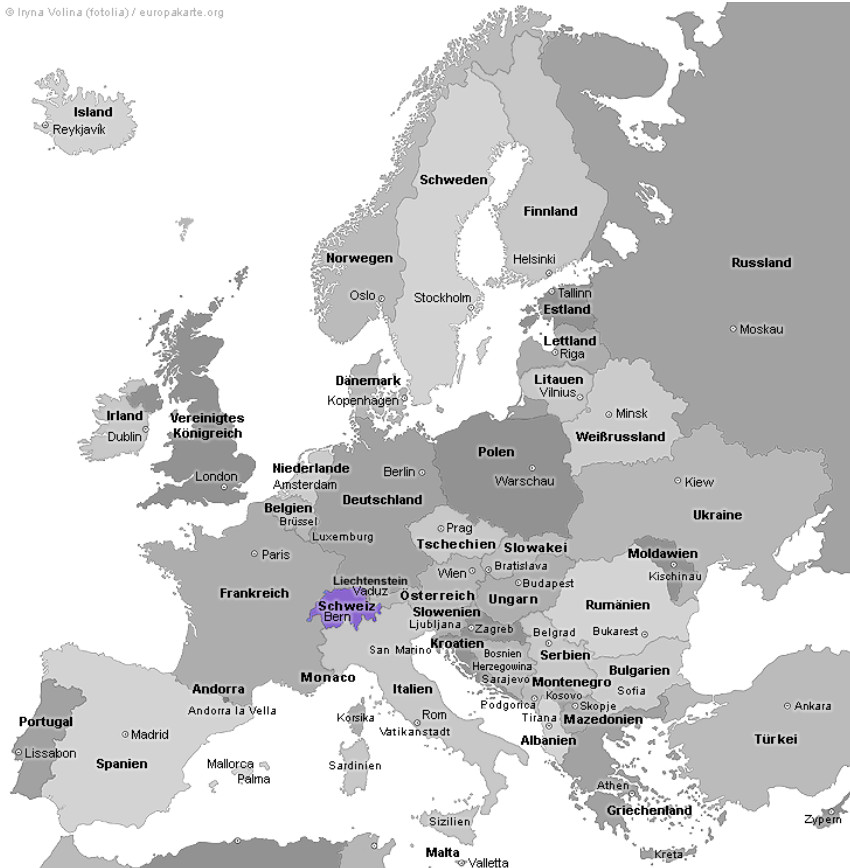 © Iryna Volina (fotolia) / europakarte.org
Island
Reykjavík
Schweden
Finnland
Norwegen
Helsinki
Russland
Oslo
Stockholm
Tallinn
Estland
Moskau
Lettland
Riga
Dänemark
Kopenhagen
Litauen
Vilnius
Irland
Dublin
Vereinigtes
Königreich
Minsk
Weißrussland
London
Niederlande
Amsterdam
Berlin
Deutschland
Polen
Warschau
Kiew
Ukraine
Belgien
Brüssel
Luxemburg
Prag
Tschechien
Slowakei
Paris
Frankreich
Wien
Bratislava
Moldawien
Kischinau
Liechtenstein
Vaduz
Schweiz
Bern
Österreich
Budapest
Ungarn
Rumänien
Bukarest
Slowenien
Ljubljana
Zagreb
Belgrad
San Marino
Kroatien
Bosnien
Herzegowina
Sarajevo
Serbien
Monaco
Italien
Montenegro
Kosovo
Bulgarien
Sofia
Andorra
Andorra la Vella
Korsika
Rom
Vatikanstadt
Podgorica
Skopje
Tirana
Mazedonien
Albanien
Ankara
Türkei
Portugal
Lissabon
Madrid
Spanien
Mallorca
Palma
Sardinien
Athen
Griechenland
Sizilien
Zypern
Malta
Valletta
Kreta